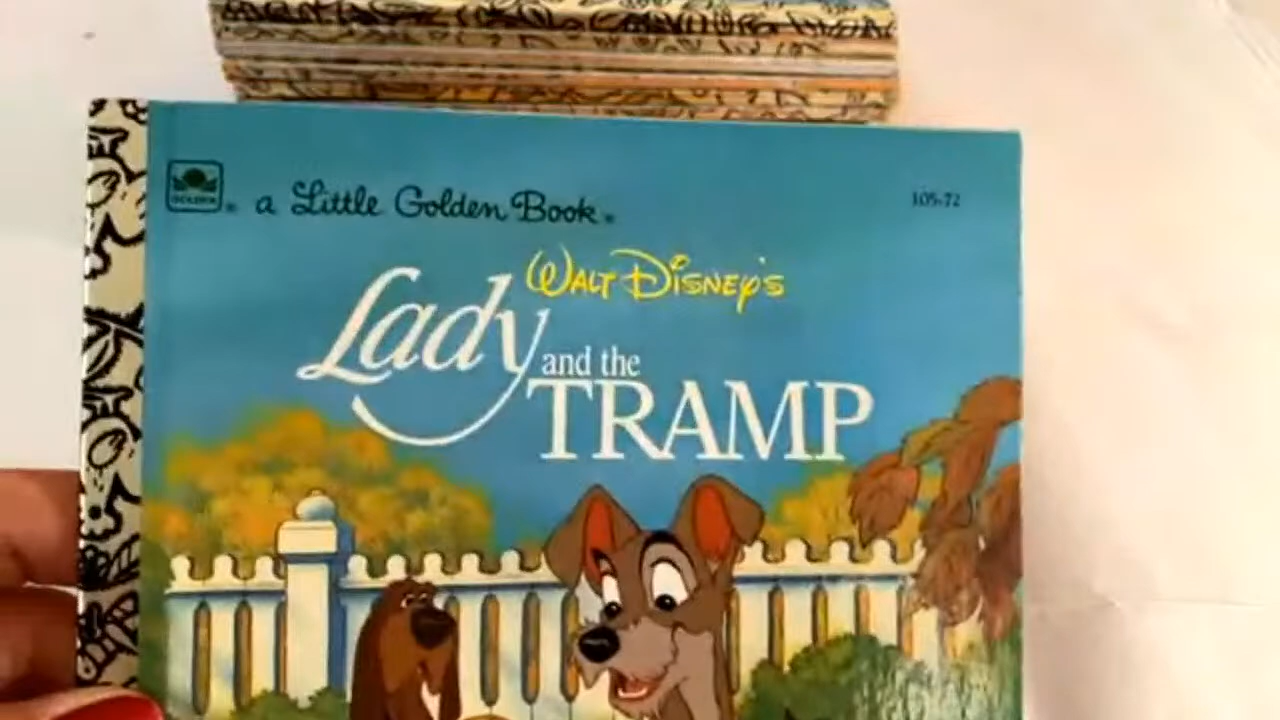 GOLDEN
a Little Golden Book®
105-72
WALT DISNEY'S
Lady
and the
TRAMP